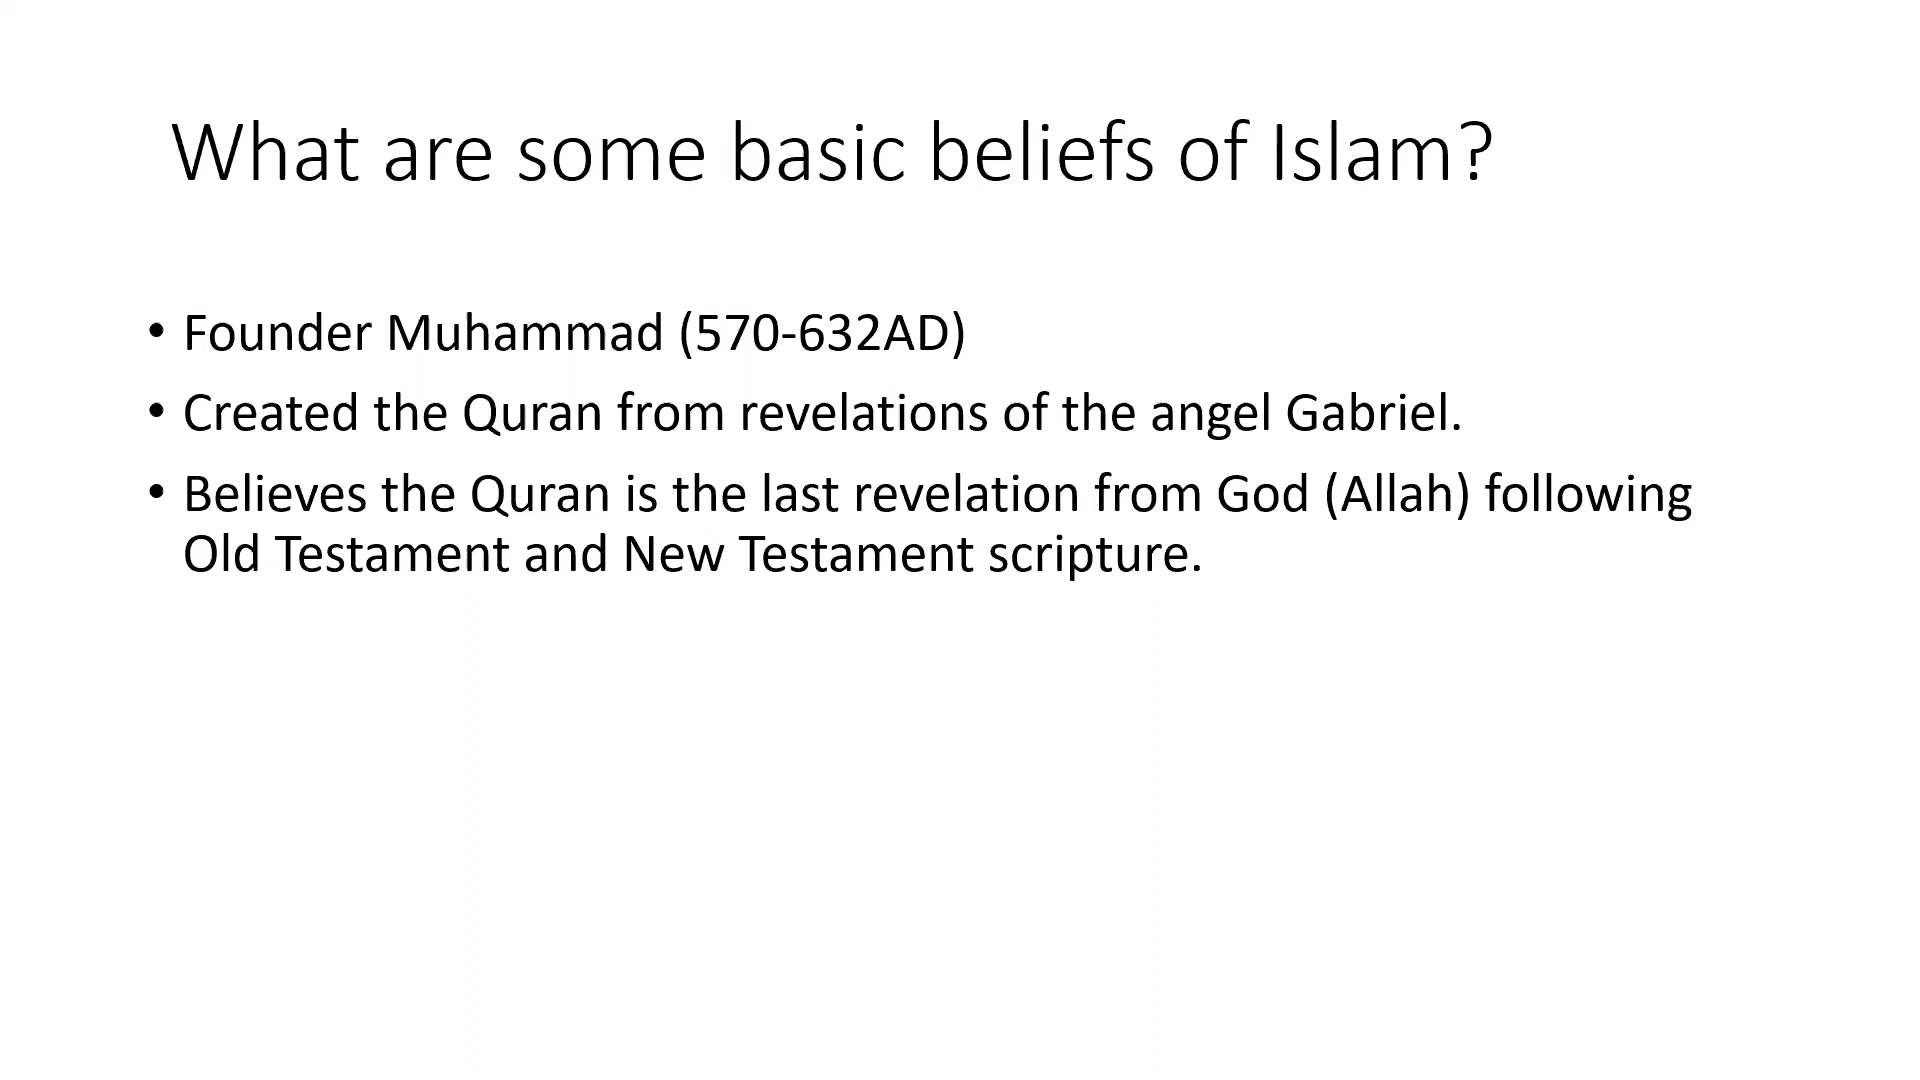 What are some basic beliefs of Islam?
• Founder Muhammad (570-632AD)
• Created the Quran from revelations of the angel Gabriel.
• Believes the Quran is the last revelation from God (Allah) following
Old Testament and New Testament scripture.